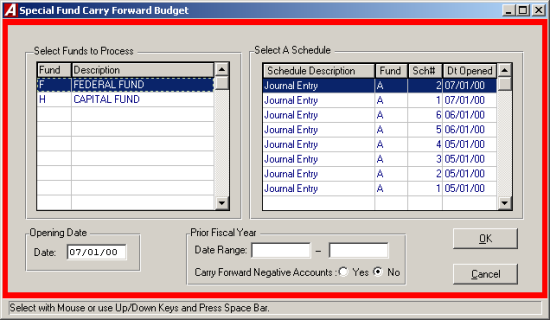 Special Fund Carry Forward Budget
Select Funds to Process
Fund Description
F FEDERAL FUND
H CAPITAL FUND
Select A Schedule
Schedule Description Fund Sch# Dt Opened
Journal Entry A 2 07/01/00
Journal Entry A 1 07/01/00
Journal Entry A 6 06/01/00
Journal Entry A 5 06/01/00
Journal Entry A 4 05/01/00
Journal Entry A 3 05/01/00
Journal Entry A 2 05/01/00
Journal Entry A 1 05/01/00
Opening Date
Date: 07/01/00
Prior Fiscal Year
Date Range: –
Carry Forward Negative Accounts : Yes No
OK
Cancel
Select with Mouse or use Up/Down Keys and Press Space Bar.